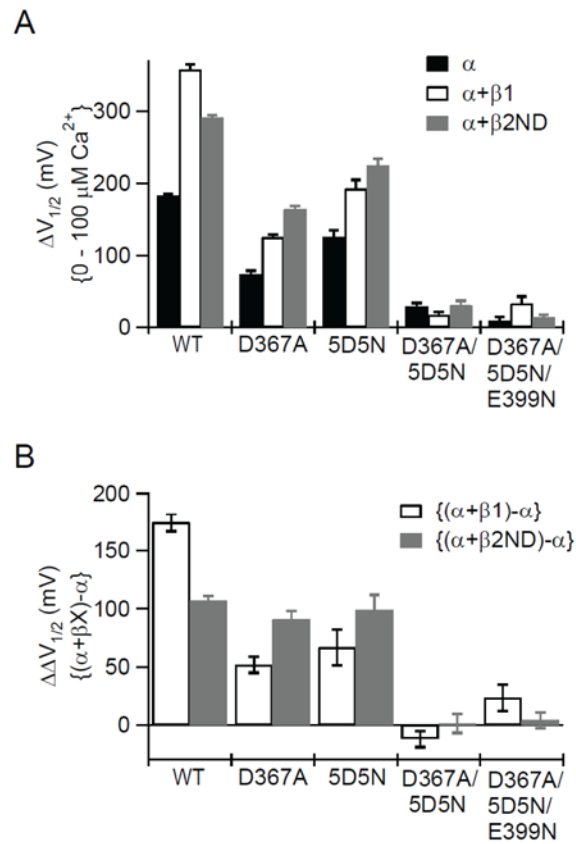 A
α
α+β1
α+β2ND
ΔV1/2 (mV)
{0 - 100 μM Ca2+}
300
200
100
0
WT
D367A
5D5N
D367A/
5D5N
D367A/
5D5N/
E399N
B
{(α+β1)-α}
{(α+β2ND)-α}
ΔΔV1/2 (mV)
{(α+βX)-α}
200
150
100
50
0
WT
D367A
5D5N
D367A/
5D5N
D367A/
5D5N/
E399N